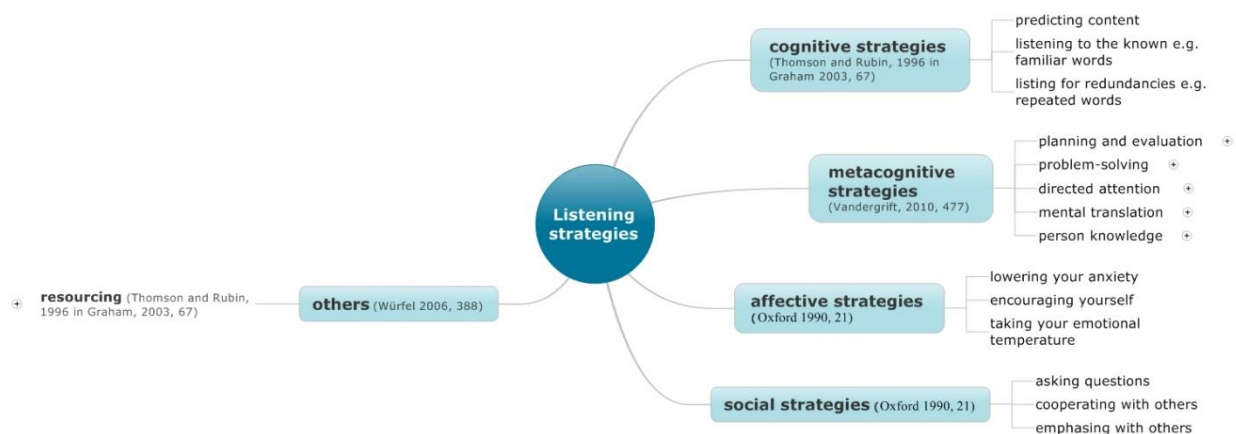 Listening
strategies
cognitive strategies
(Thomson and Rubin, 1996 in
Graham 2003, 67)
predicting content
listening to the known e.g.
familiar words
listing for redundancies e.g.
repeated words
metacognitive
strategies
(Vandergrift, 2010, 477)
planning and evaluation
problem-solving
directed attention
mental translation
person knowledge
affective strategies
(Oxford 1990, 21)
lowering your anxiety
encouraging yourself
taking your emotional
temperature
social strategies (Oxford 1990, 21)
asking questions
cooperating with others
emphasing with others
others (Würfel 2006, 388)
resourcing (Thomson and Rubin,
1996 in Graham, 2003, 67)